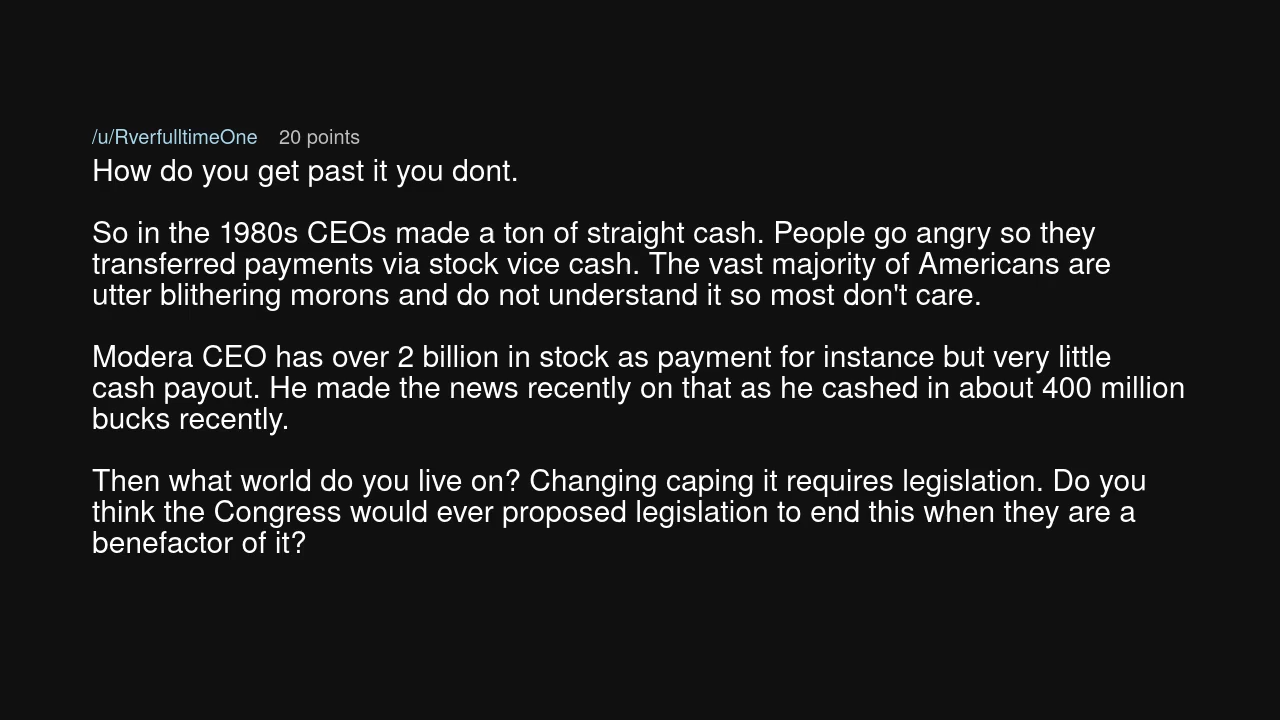 /u/RverfulltimeOne 20 points
How do you get past it you dont.
So in the 1980s CEOs made a ton of straight cash. People go angry so they
transferred payments via stock vice cash. The vast majority of Americans are
utter blithering morons and do not understand it so most don't care.
Modera CEO has over 2 billion in stock as payment for instance but very little
cash payout. He made the news recently on that as he cashed in about 400 million
bucks recently.
Then what world do you live on? Changing caping it requires legislation. Do you
think the Congress would ever proposed legislation to end this when they are a
benefactor of it?